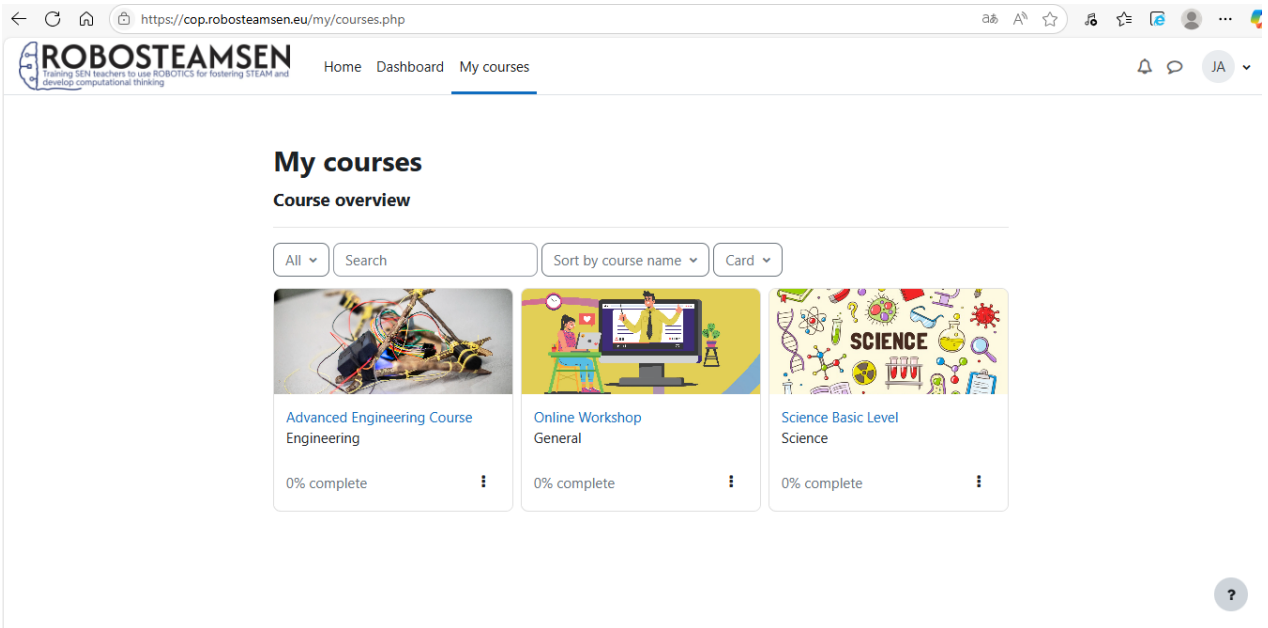 https://cop.robosteamsen.eu/my/courses.php
ROBOSTEAMSEN
Training SEN teachers to use ROBOTICS for fostering STEAM and
develop computational thinking
Home Dashboard My courses
JA
My courses
Course overview
All Search Sort by course name Card
SCIENCE
Advanced Engineering Course Online Workshop Science Basic Level
Engineering General Science
0% complete 0% complete 0% complete
?